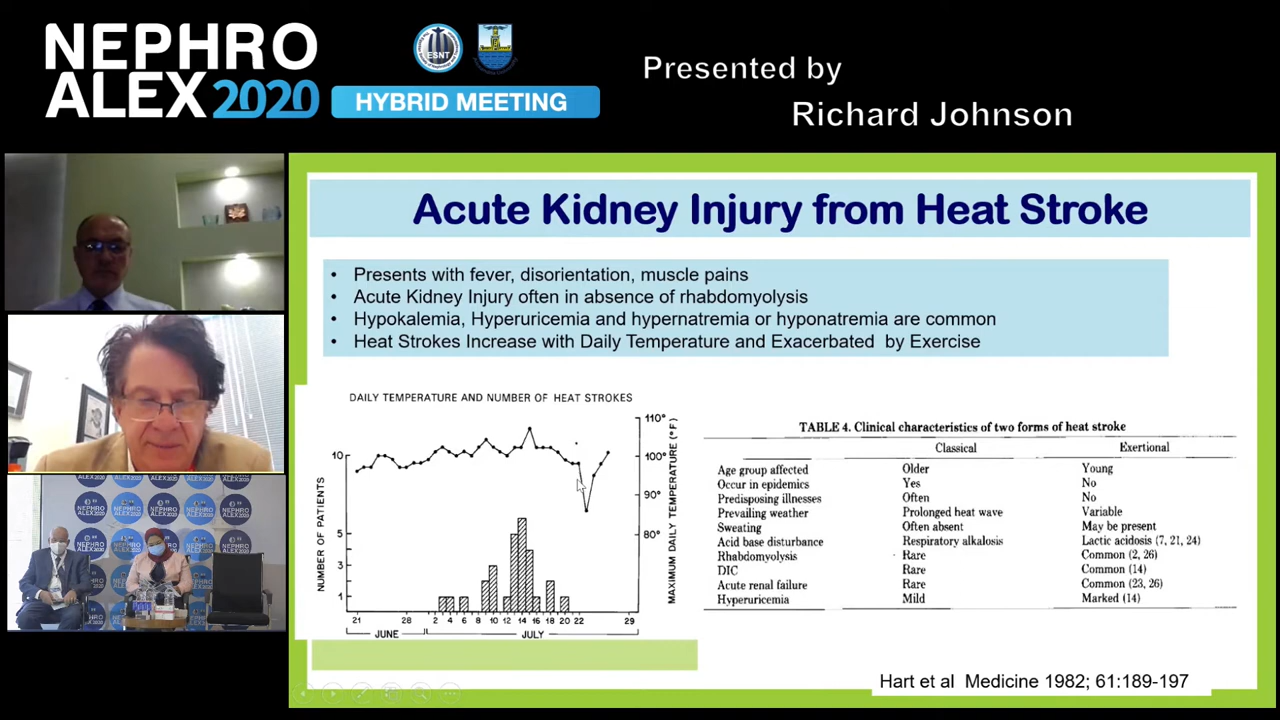 NEPHRO
ALEX 2020
ESNT
HYBRID MEETING
Presented by
Richard Johnson
Acute Kidney Injury from Heat Stroke
• Presents with fever, disorientation, muscle pains
• Acute Kidney Injury often in absence of rhabdomyolysis
• Hypokalemia, Hyperuricemia and hypernatremia or hyponatremia are common
• Heat Strokes Increase with Daily Temperature and Exacerbated by Exercise
DAILY TEMPERATURE AND NUMBER OF HEAT STROKES
NUMBER OF PATIENTS
10
5
3
1
110°
100°
90°
80°
MAXIMUM DAILY TEMPERATURE (°F)
21 28 2 4 6 8 10 12 14 16 18 20 22 29
JUNE JULY
TABLE 4. Clinical characteristics of two forms of heat stroke
Classical Exertional
Age group affected Older Young
Occur in epidemics Yes No
Predisposing illnesses Often No
Prevailing weather Prolonged heat wave Variable
Sweating Often absent May be present
Acid base disturbance Respiratory alkalosis Lactic acidosis (7, 21, 24)
Rhabdomyolysis Rare Common (2, 26)
DIC Rare Common (14)
Acute renal failure Rare Common (23, 26)
Hyperuricemia Mild Marked (14)
Hart et al Medicine 1982; 61:189-197
NEPHRO
ALEX 2020